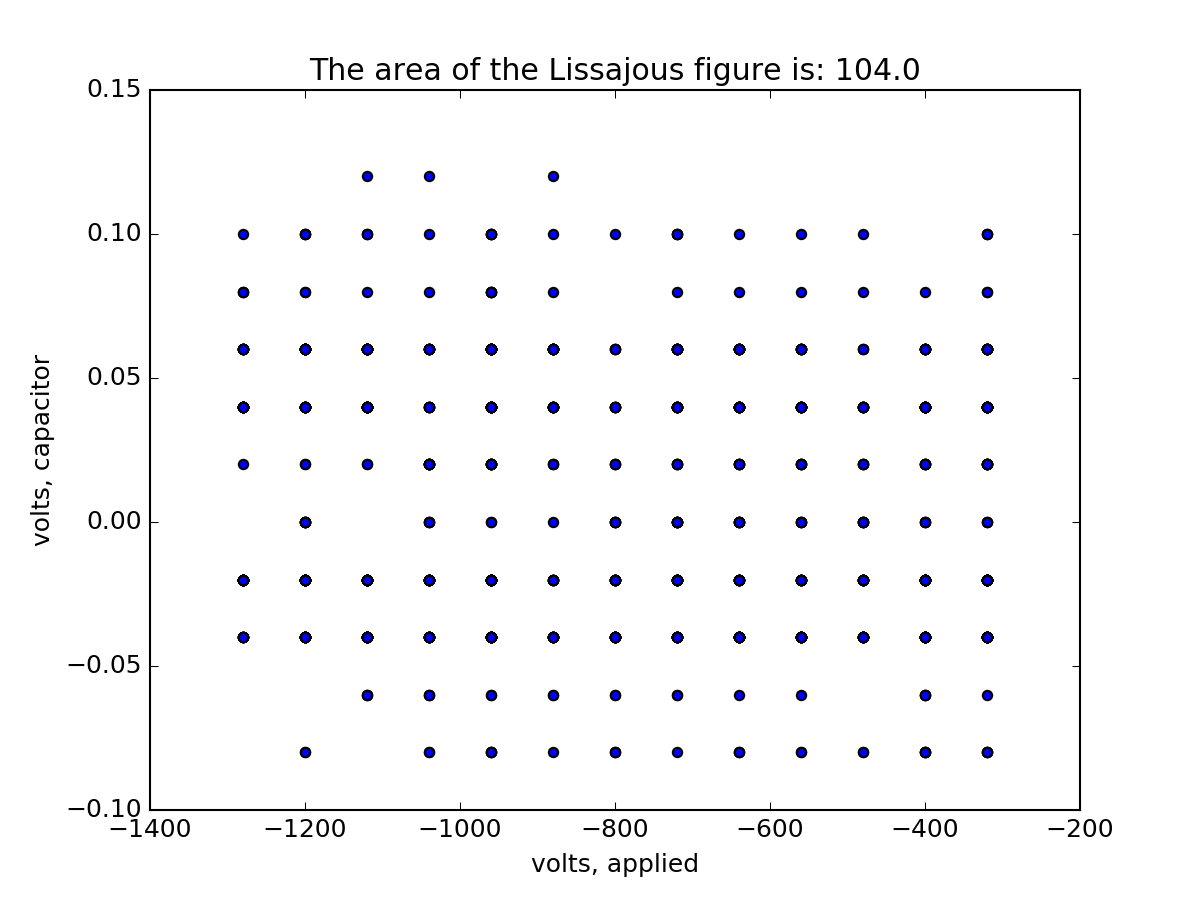 The area of the Lissajous figure is: 104.0
0.15
0.10
0.05
0.00
−0.05
−0.10
volts, capacitor
−1400 −1200 −1000 −800 −600 −400 −200
volts, applied